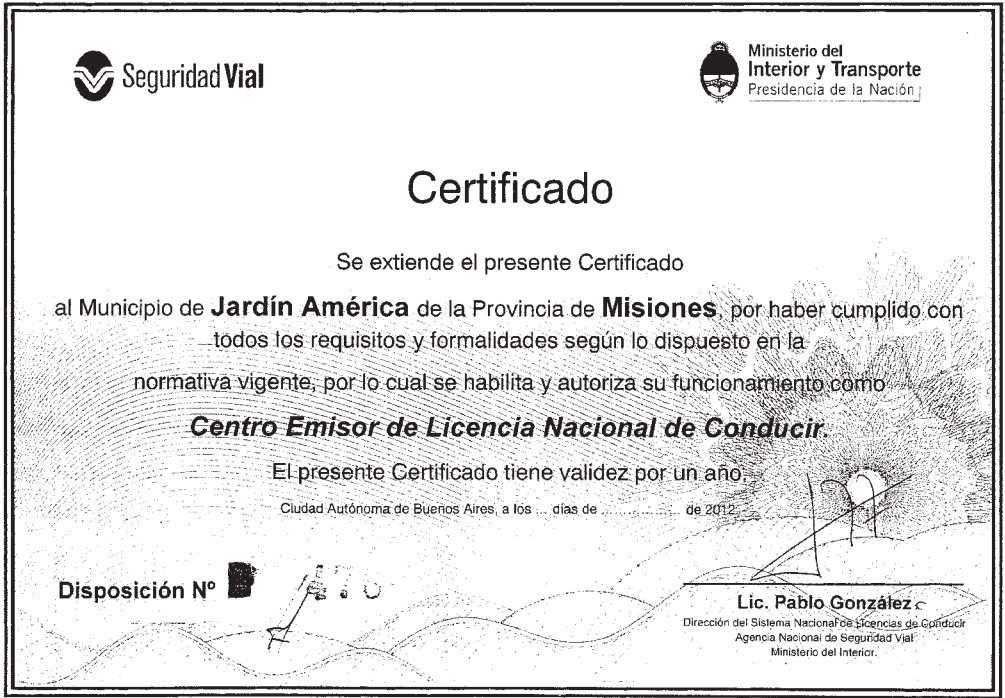 Seguridad Vial
Ministerio del
Interior y Transporte
Presidencia de la Nación
Certificado
Se extiende el presente Certificado
al Municipio de Jardín América de la Provincia de Misiones, por haber cumplido con
todos los requisitos y formalidades según lo dispuesto en la
normativa vigente, por lo cual se habilita y autoriza su funcionamiento como
Centro Emisor de Licencia Nacional de Conducir.
El presente Certificado tiene validez por un año.
Ciudad Autónoma de Buenos Aires, a los ... días de ................... de 2012
Disposición Nº
Lic. Pablo González
Dirección del Sistema Nacional de Licencias de Conducir
Agencia Nacional de Seguridad Vial
Ministerio del Interior.